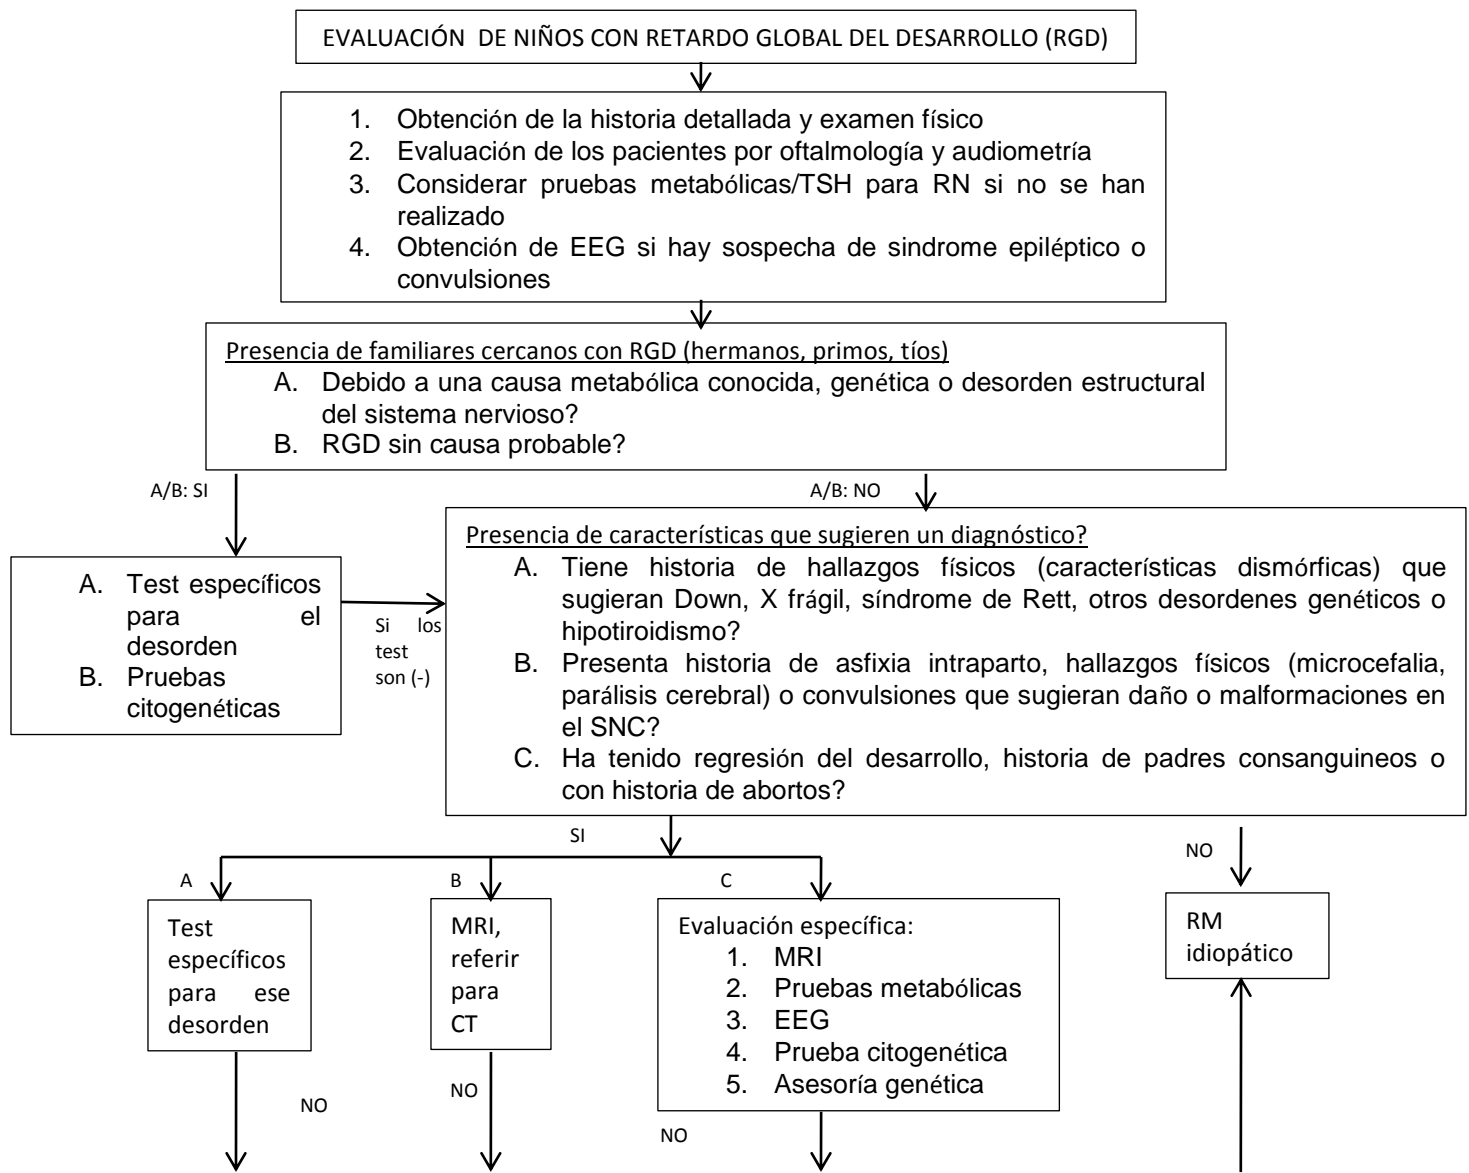 EVALUACIÓN DE NIÑOS CON RETARDO GLOBAL DEL DESARROLLO (RGD)
1. Obtención de la historia detallada y examen físico
2. Evaluación de los pacientes por oftalmología y audiometría
3. Considerar pruebas metabólicas/TSH para RN si no se han
realizado
4. Obtención de EEG si hay sospecha de sindrome epiléptico o
convulsiones
Presencia de familiares cercanos con RGD (hermanos, primos, tíos)
A. Debido a una causa metabólica conocida, genética o desorden estructural
del sistema nervioso?
B. RGD sin causa probable?
A/B: SI
A/B: NO
A. Test específicos
para el
desorden
B. Pruebas
citogenéticas
Si los
test
son (-)
Presencia de características que sugieren un diagnóstico?
A. Tiene historia de hallazgos físicos (características dismórficas) que
sugieran Down, X frágil, síndrome de Rett, otros desordenes genéticos o
hipotiroidismo?
B. Presenta historia de asfixia intraparto, hallazgos físicos (microcefalia,
parálisis cerebral) o convulsiones que sugieran daño o malformaciones en
el SNC?
C. Ha tenido regresión del desarrollo, historia de padres consanguineos o
con historia de abortos?
SI
NO
A
B
C
Test
específicos
para ese
desorden
MRI,
referir
para
CT
Evaluación específica:
1. MRI
2. Pruebas metabólicas
3. EEG
4. Prueba citogenética
5. Asesoría genética
RM
idiopático
NO
NO
NO